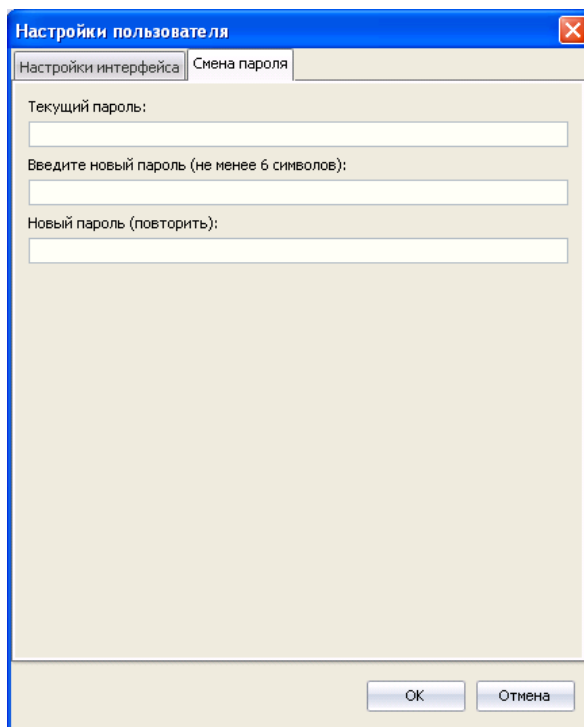 Настройки пользователя
Настройки интерфейса Смена пароля
Текущий пароль:
Введите новый пароль (не менее 6 символов):
Новый пароль (повторить):
OK Отмена